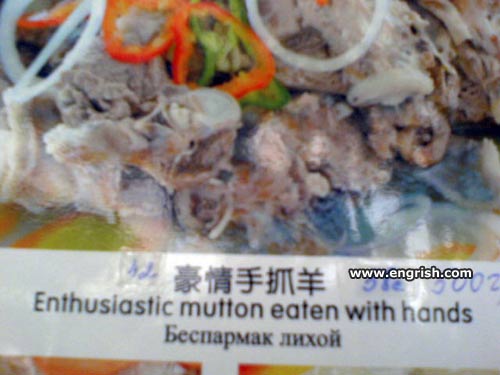 豪情手抓羊
www.engrish.com
Enthusiastic mutton eaten with hands
Беспармак лихой